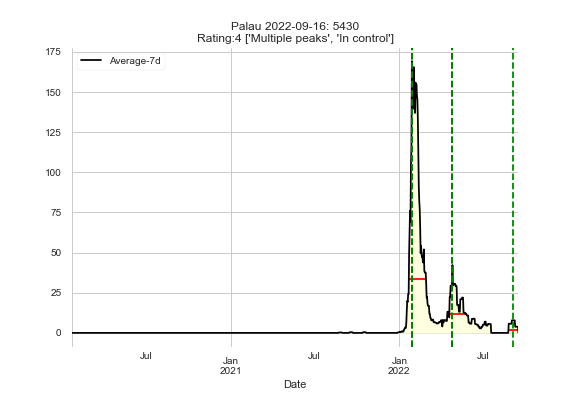 Palau 2022-09-16: 5430
Rating:4 ['Multiple peaks', 'In control']
175
Average-7d
150
125
100
75
50
25
0
Jul
Jan
2021
Jul
Jan
2022
Jul
Date